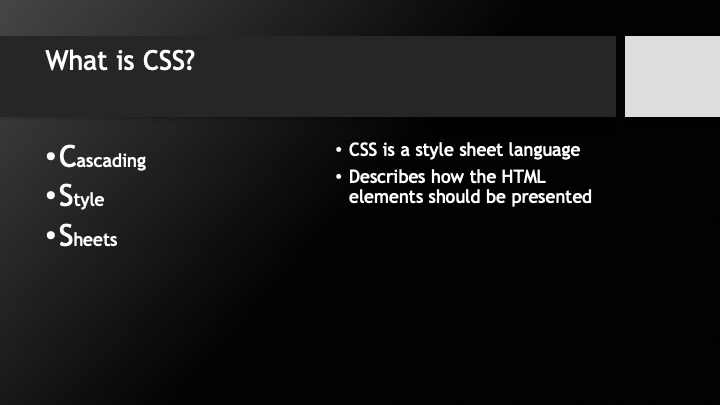 What is CSS?
•Cascading
•Style
•Sheets
• CSS is a style sheet language
• Describes how the HTML
elements should be presented